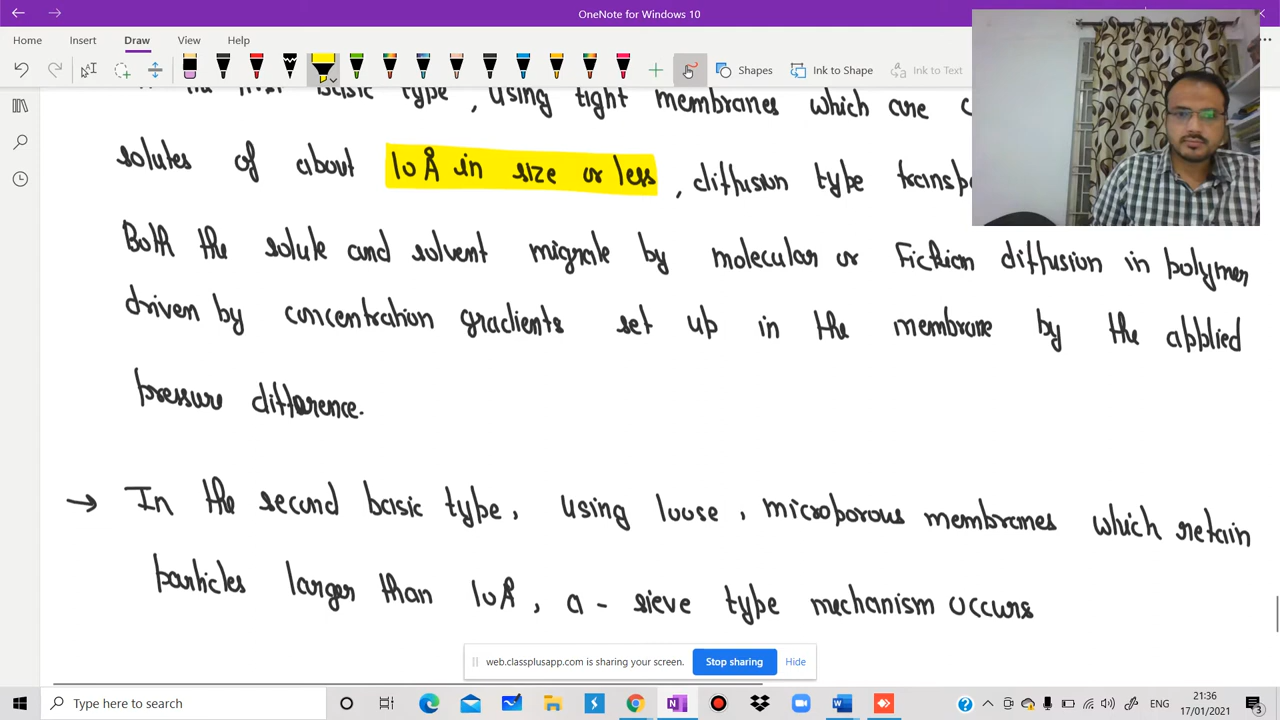 OneNote for Windows 10
Home Insert Draw View Help
Shapes Ink to Shape Ink to Text
basic type, using tight membranes which are
solutes of about 10 Å in size or less, diffusion type
Both the solute and solvent migrate by molecular or Fickian diffusion in polymer
driven by concentration gradients set up in the membrane by the applied
pressure difference.
→ In the second basic type, using loose, microporous membranes which retain
particles larger than 10Å, a - sieve type mechanism occurs
web.classplusapp.com is sharing your screen. Stop sharing Hide
Type here to search
ENG
21:36
17/01/2021
3